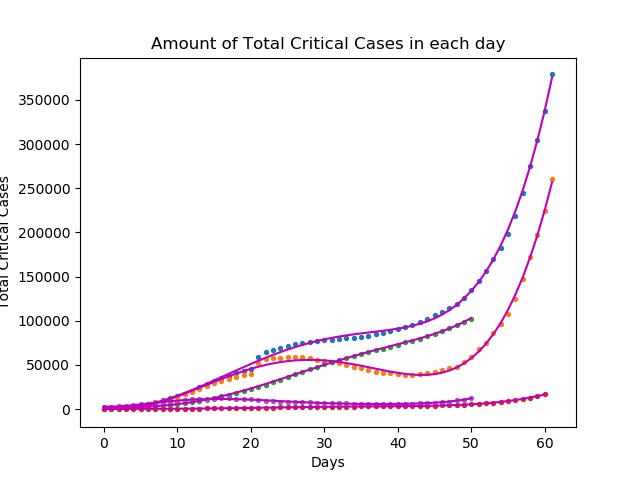 Amount of Total Critical Cases in each day
Total Critical Cases
350000
300000
250000
200000
150000
100000
50000
0
0 10 20 30 40 50 60
Days